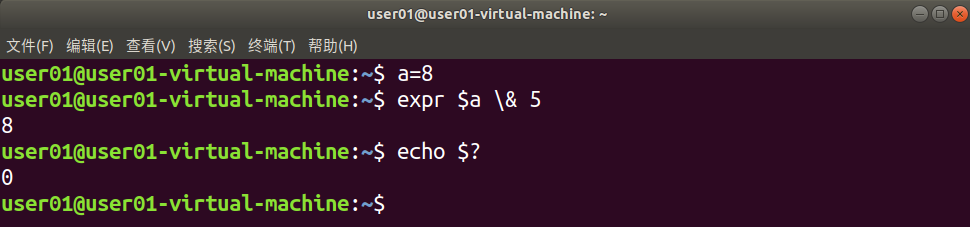 user01@user01-virtual-machine: ~
文件(F) 编辑(E) 查看(V) 搜索(S) 终端(T) 帮助(H)
user01@user01-virtual-machine:~$ a=8
user01@user01-virtual-machine:~$ expr $a \& 5
8
user01@user01-virtual-machine:~$ echo $?
0
user01@user01-virtual-machine:~$